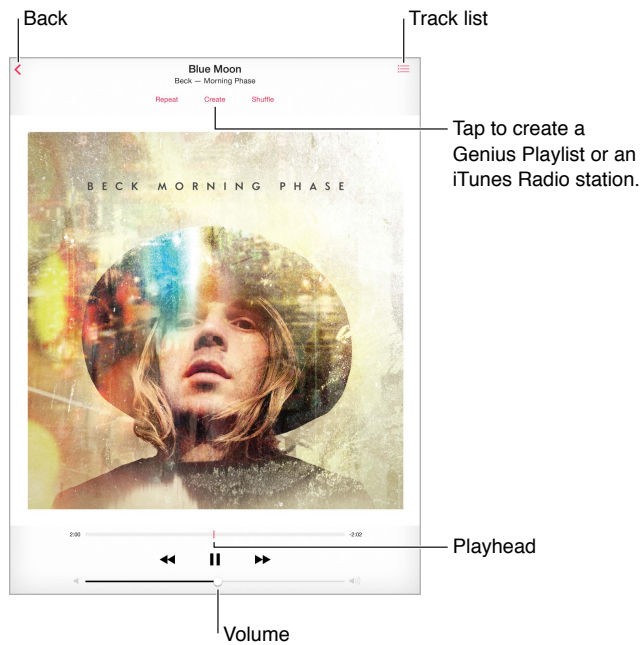 Back
Track list
Blue Moon
Beck — Morning Phase
Repeat Create Shuffle
Tap to create a
Genius Playlist or an
iTunes Radio station.
BECK MORNING PHASE
2:00
-2:02
Playhead
Volume